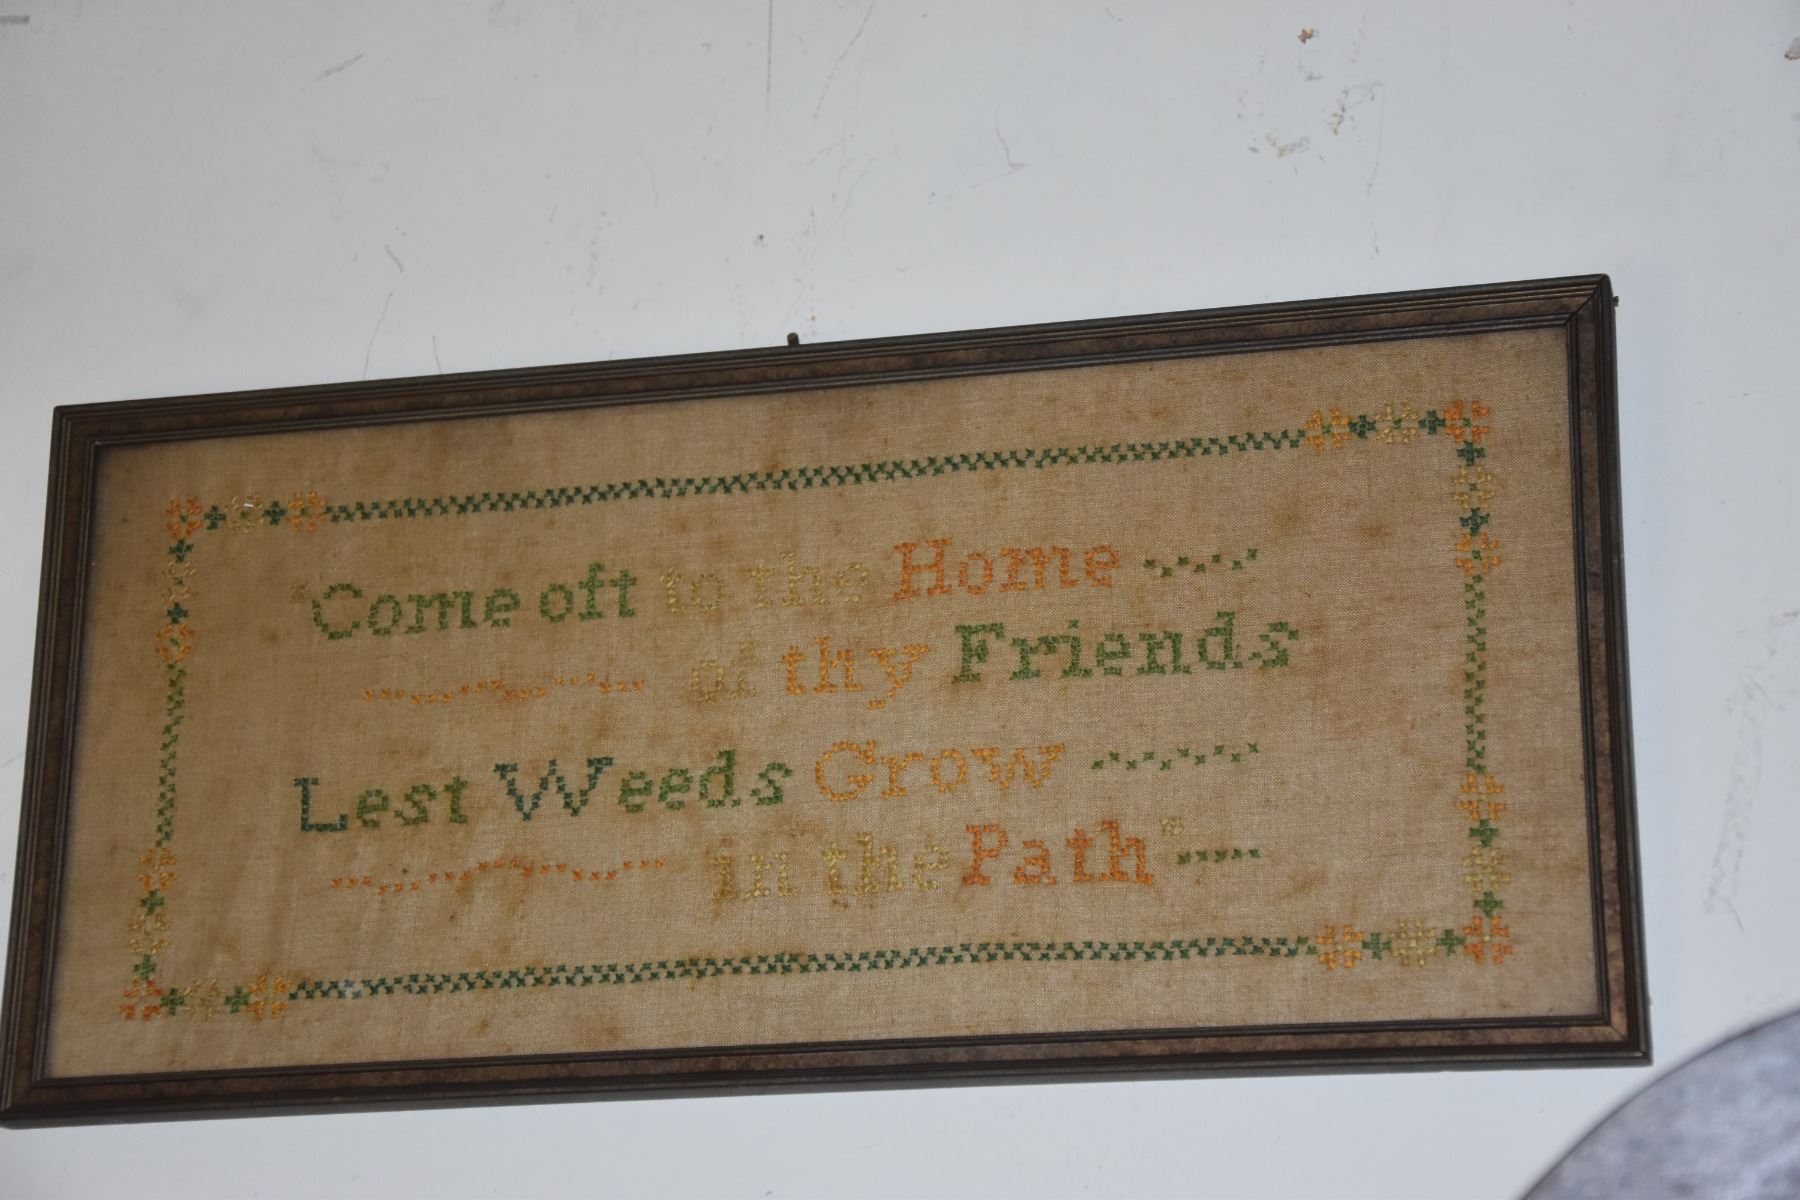 "Come oft to the Home
of thy Friends
Lest Weeds Grow
in the Path"